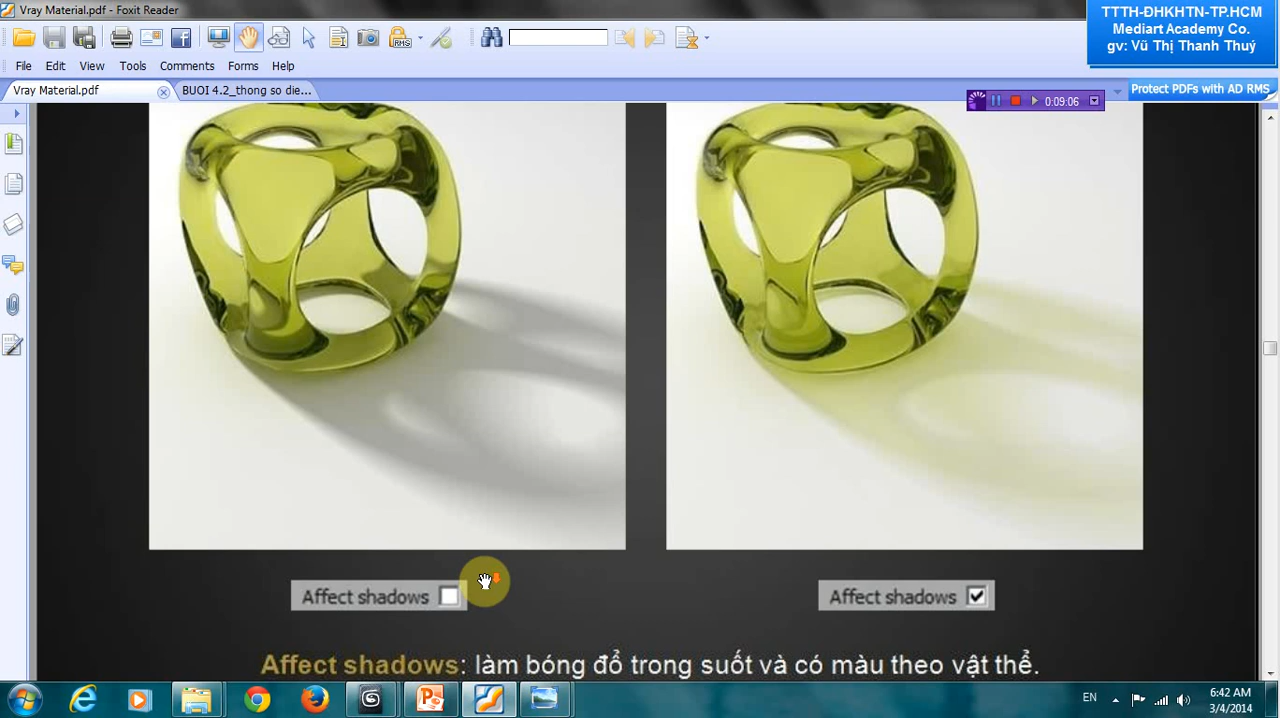 Vray Material.pdf - Foxit Reader
TTTH-ĐHKHTN-TP.HCM
Mediart Academy Co.
gv: Vũ Thị Thanh Thuý
File Edit View Tools Comments Forms Help
Vray Material.pdf
BUOI 4.2_thong so die...
Protect PDFs with AD RMS
0:09:06
Affect shadows
Affect shadows
Affect shadows: làm bóng đổ trong suốt và có màu theo vật thể.
EN
6:42 AM
3/4/2014